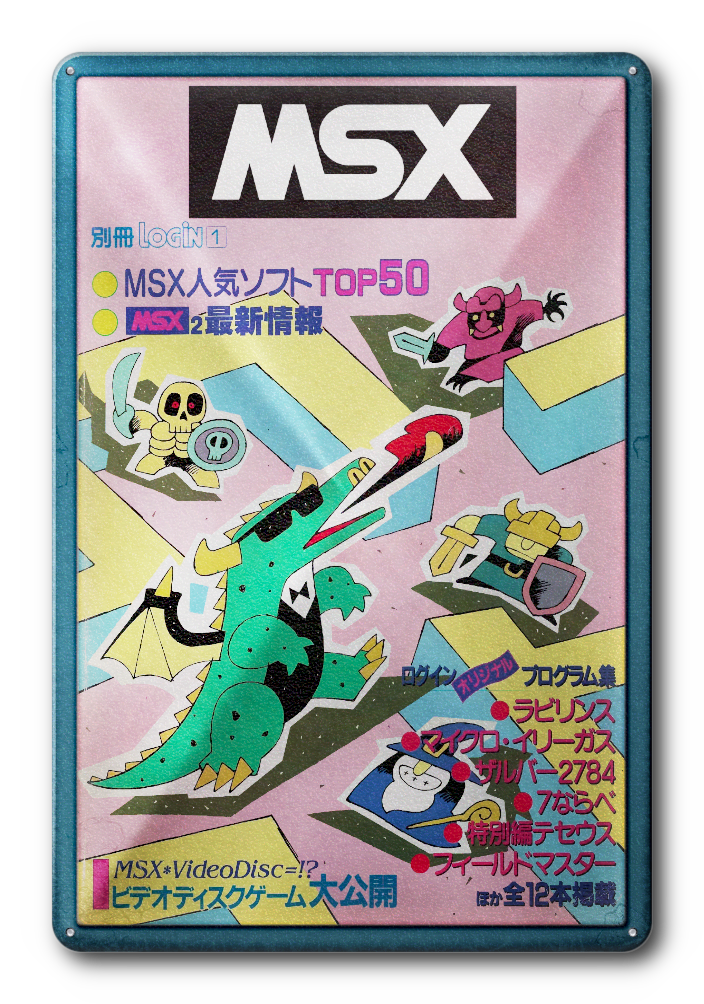 MSX
別冊 LOGiN 1
●MSX人気ソフトTOP50
●MSX2最新情報
ログインオリジナルプログラム集
●ラビリンス
●マイクロ・イリーガス
●ザルバー2784
●7ならべ
●特別編テセウス
●フィールドマスター
ほか全12本掲載
MSX*VideoDisc=!?
ビデオディスクゲーム大公開